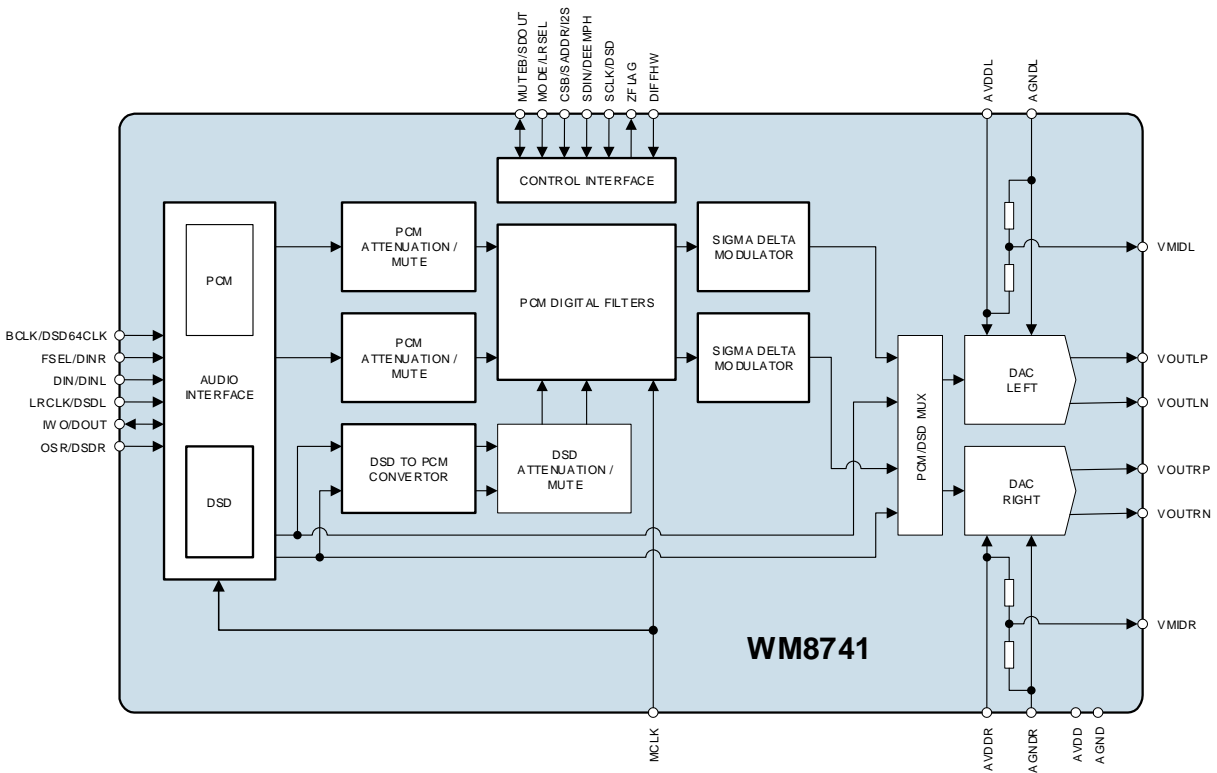 MUTEB/SDOUT
MODE/LRSEL
CSB/SADDR/I2S
SDIN/DEEMPH
SCLK/DSD
ZFLAG
DIFFHW
AVDDL
AGNDL
CONTROL INTERFACE
PCM
PCM
ATTENUATION /
MUTE
PCM DIGITAL FILTERS
SIGMA DELTA
MODULATOR
VMIDL
BCLK/DSD64CLK
FSEL/DINR
DIN/DINL
LRCLK/DSDL
IWO/DOUT
OSR/DSDR
AUDIO
INTERFACE
PCM
ATTENUATION /
MUTE
SIGMA DELTA
MODULATOR
PCM/DSD MUX
DAC
LEFT
VOUTLP
VOUTLN
DSD
DSD TO PCM
CONVERTOR
DSD
ATTENUATION /
MUTE
DAC
RIGHT
VOUTRP
VOUTRN
VMIDR
WM8741
MCLK
AVDDR
AGNDR
AVDD
AGND